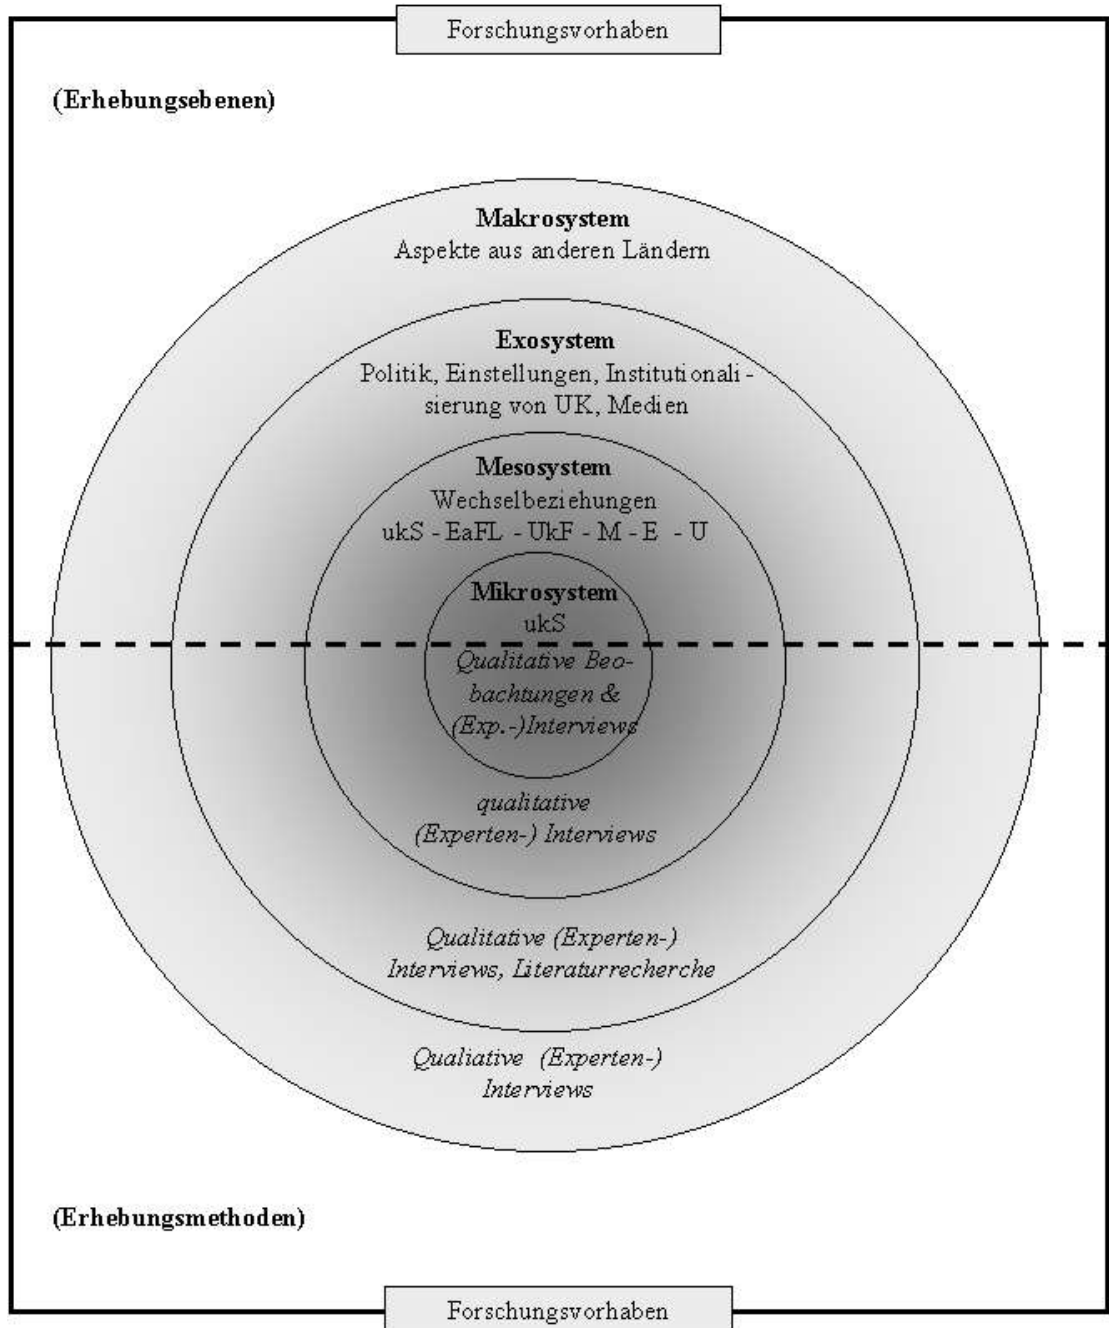 Forschungsvorhaben
(Erhebungsebenen)
Makrosystem
Aspekte aus anderen Ländern
Exosystem
Politik, Einstellungen, Institutionali-
sierung von UK, Medien
Mesosystem
Wechselbeziehungen
ukS - EaFL - UkF - M - E - U
Mikrosystem
ukS
Qualitative Beo-
bachtungen &
(Exp.-)Interviews
qualitative
(Experten-) Interviews
Qualitative (Experten-)
Interviews, Literaturrecherche
Qualiative (Experten-)
Interviews
(Erhebungsmethoden)
Forschungsvorhaben